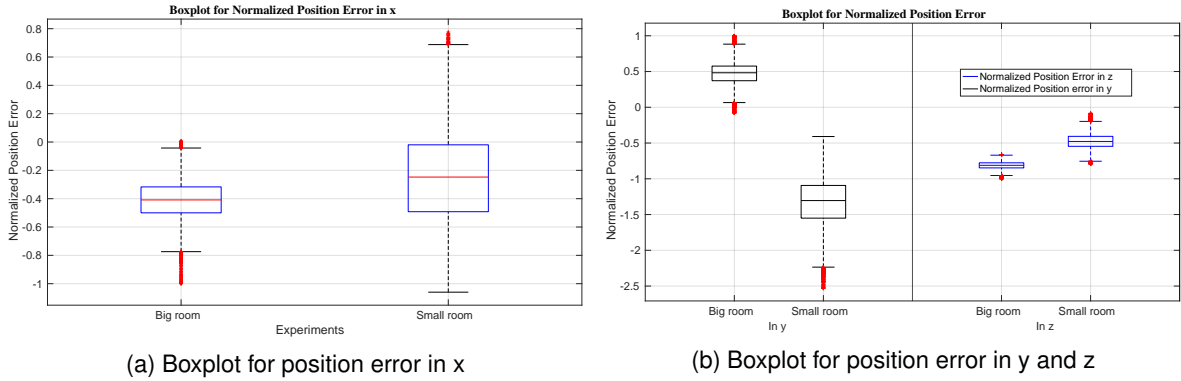 Boxplot for Normalized Position Error in x
Normalized Position Error
0.8
0.6
0.4
0.2
0
-0.2
-0.4
-0.6
-0.8
-1
Big room
Small room
Experiments
(a) Boxplot for position error in x
Boxplot for Normalized Position Error
Normalized Position Error
1
0.5
0
-0.5
-1
-1.5
-2
-2.5
Normalized Position Error in z
Normalized Position error in y
Big room
Small room
Big room
Small room
In y
In z
(b) Boxplot for position error in y and z